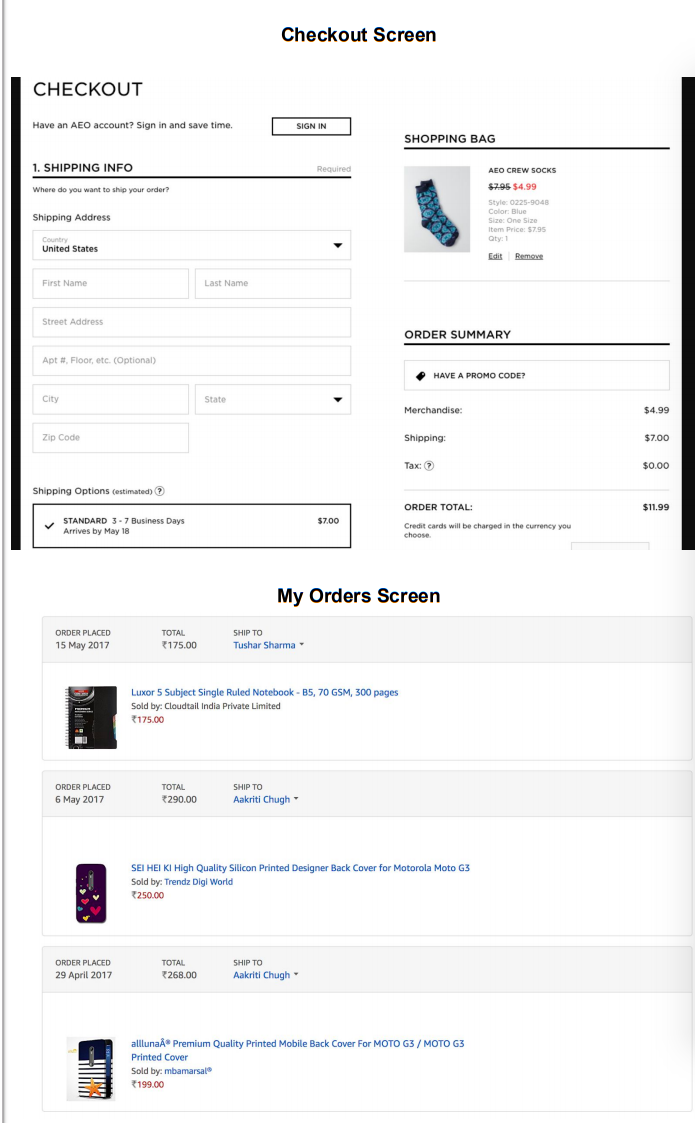 Checkout Screen
CHECKOUT
Have an AEO account? Sign in and save time.
SIGN IN
1. SHIPPING INFO
Required
Where do you want to ship your order?
Shipping Address
Country
United States
First Name
Last Name
Street Address
Apt #, Floor, etc. (Optional)
City
State
Zip Code
Shipping Options (estimated) ?
STANDARD 3 - 7 Business Days
$7.00
Arrives by May 18
SHOPPING BAG
AEO CREW SOCKS
$7.95 $4.99
Style: 0225-9048
Color: Blue
Size: One Size
Item Price: $7.95
Qty: 1
Edit | Remove
ORDER SUMMARY
HAVE A PROMO CODE?
Merchandise: $4.99
Shipping: $7.00
Tax: ? $0.00
ORDER TOTAL: $11.99
Credit cards will be charged in the currency you
choose.
My Orders Screen
ORDER PLACED TOTAL SHIP TO
15 May 2017 ₹175.00 Tushar Sharma
Luxor 5 Subject Single Ruled Notebook - B5, 70 GSM, 300 pages
Sold by: Cloudtail India Private Limited
₹175.00
ORDER PLACED TOTAL SHIP TO
6 May 2017 ₹290.00 Aakriti Chugh
SEI HEI KI High Quality Silicon Printed Designer Back Cover for Motorola Moto G3
Sold by: Trendz Digi World
₹250.00
ORDER PLACED TOTAL SHIP TO
29 April 2017 ₹268.00 Aakriti Chugh
allluna® Premium Quality Printed Mobile Back Cover For MOTO G3 / MOTO G3
Printed Cover
Sold by: mbamarsal®
₹199.00